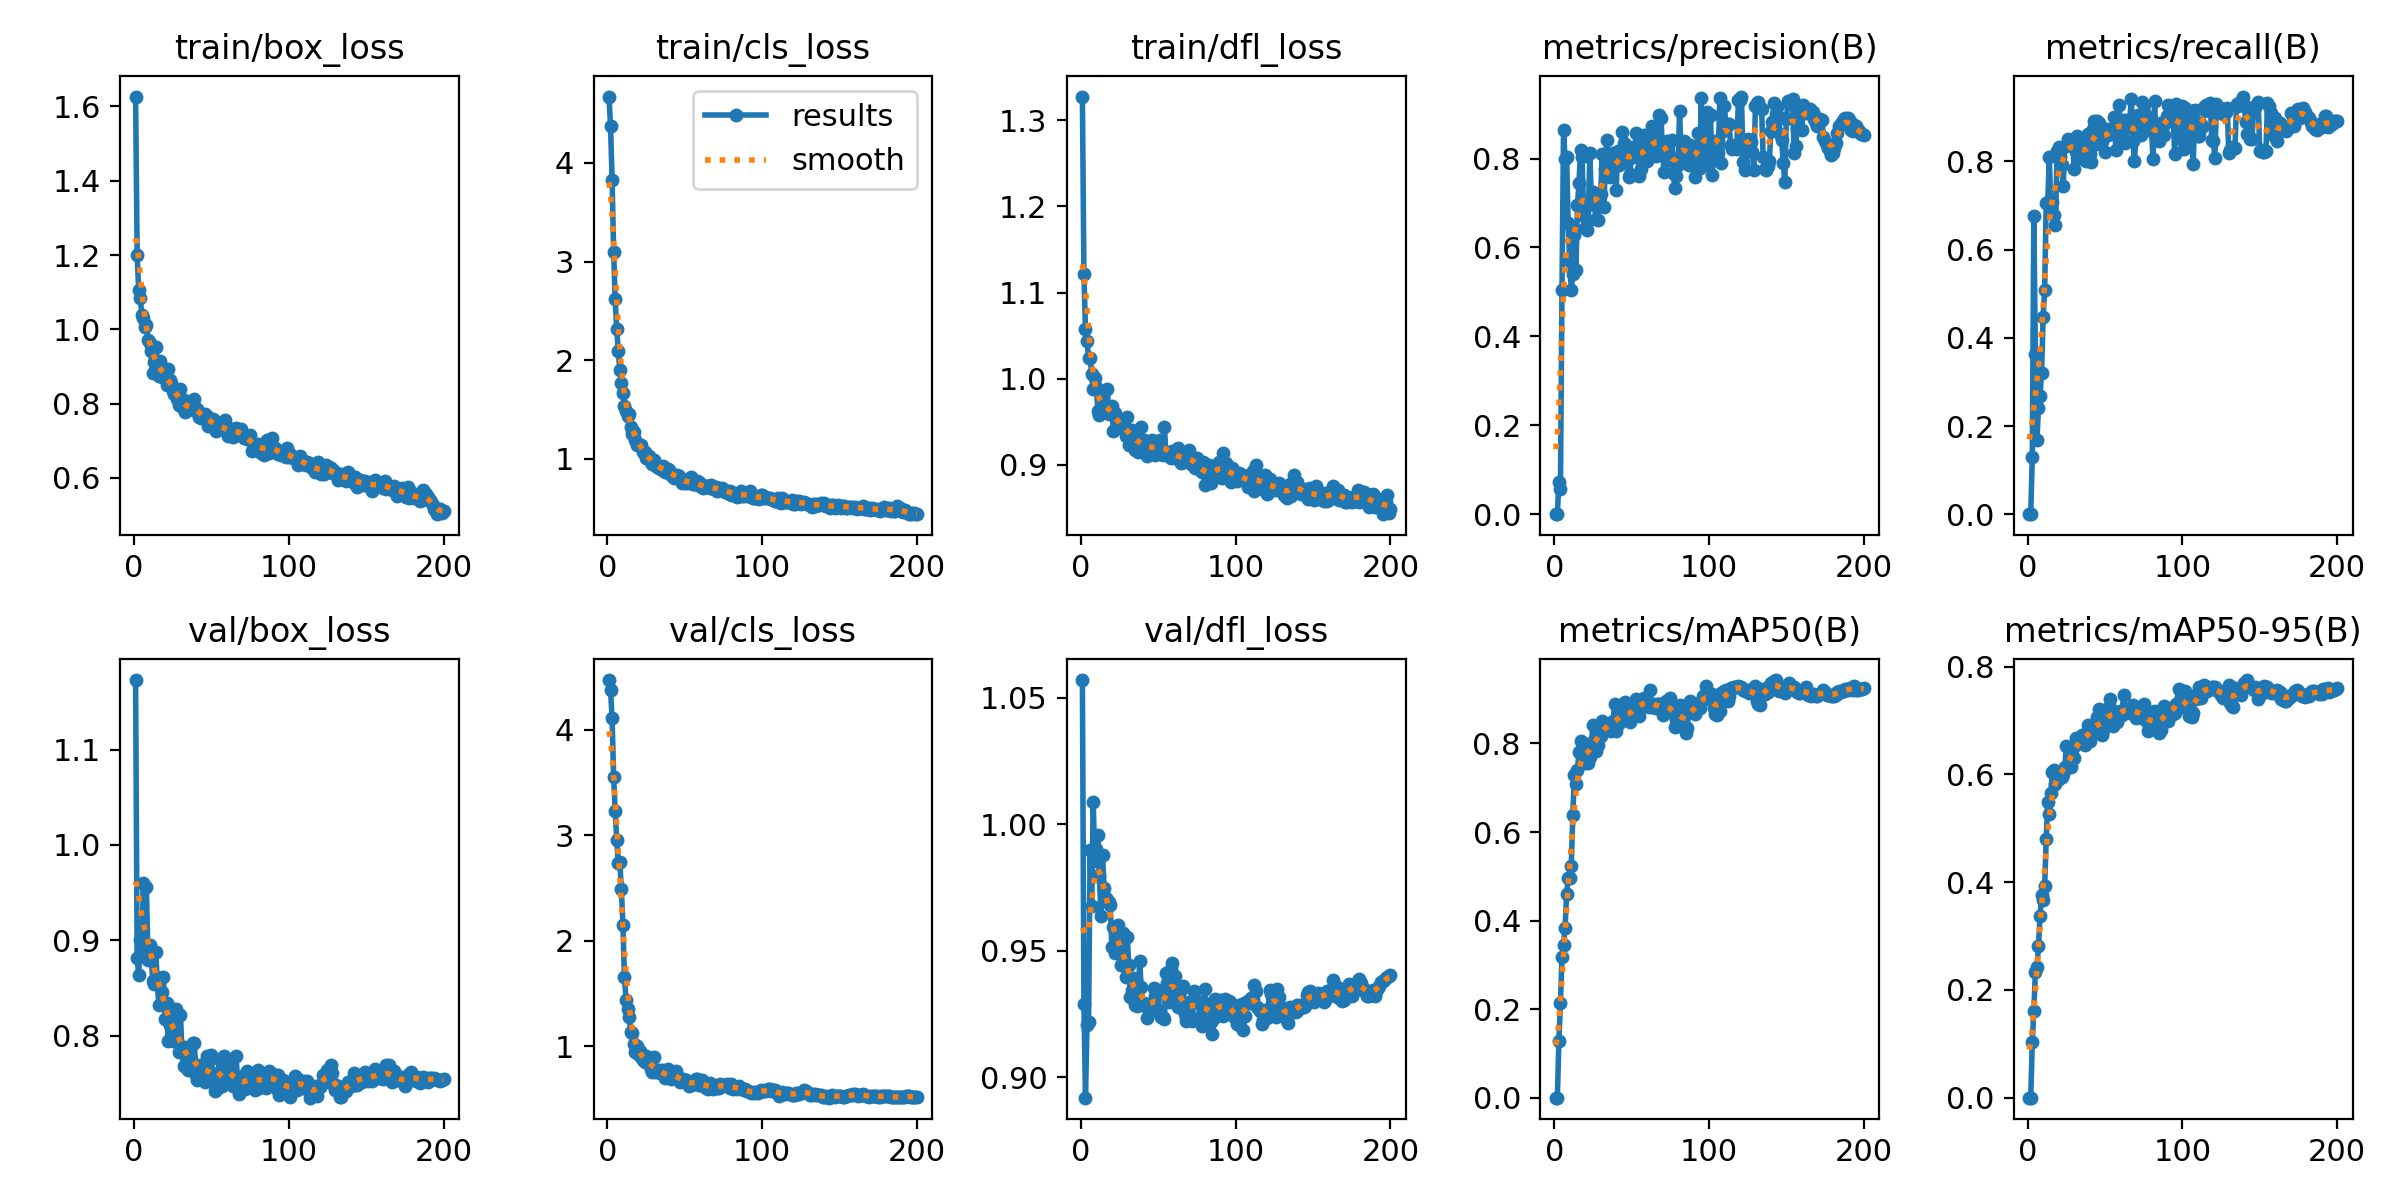 train/box_loss
1.6
1.4
1.2
1.0
0.8
0.6
0 100 200
train/cls_loss
results
smooth
4
3
2
1
0 100 200
train/dfl_loss
1.3
1.2
1.1
1.0
0.9
0 100 200
metrics/precision(B)
0.8
0.6
0.4
0.2
0.0
0 100 200
metrics/recall(B)
0.8
0.6
0.4
0.2
0.0
0 100 200
val/box_loss
1.1
1.0
0.9
0.8
0 100 200
val/cls_loss
4
3
2
1
0 100 200
val/dfl_loss
1.05
1.00
0.95
0.90
0 100 200
metrics/mAP50(B)
0.8
0.6
0.4
0.2
0.0
0 100 200
metrics/mAP50-95(B)
0.8
0.6
0.4
0.2
0.0
0 100 200